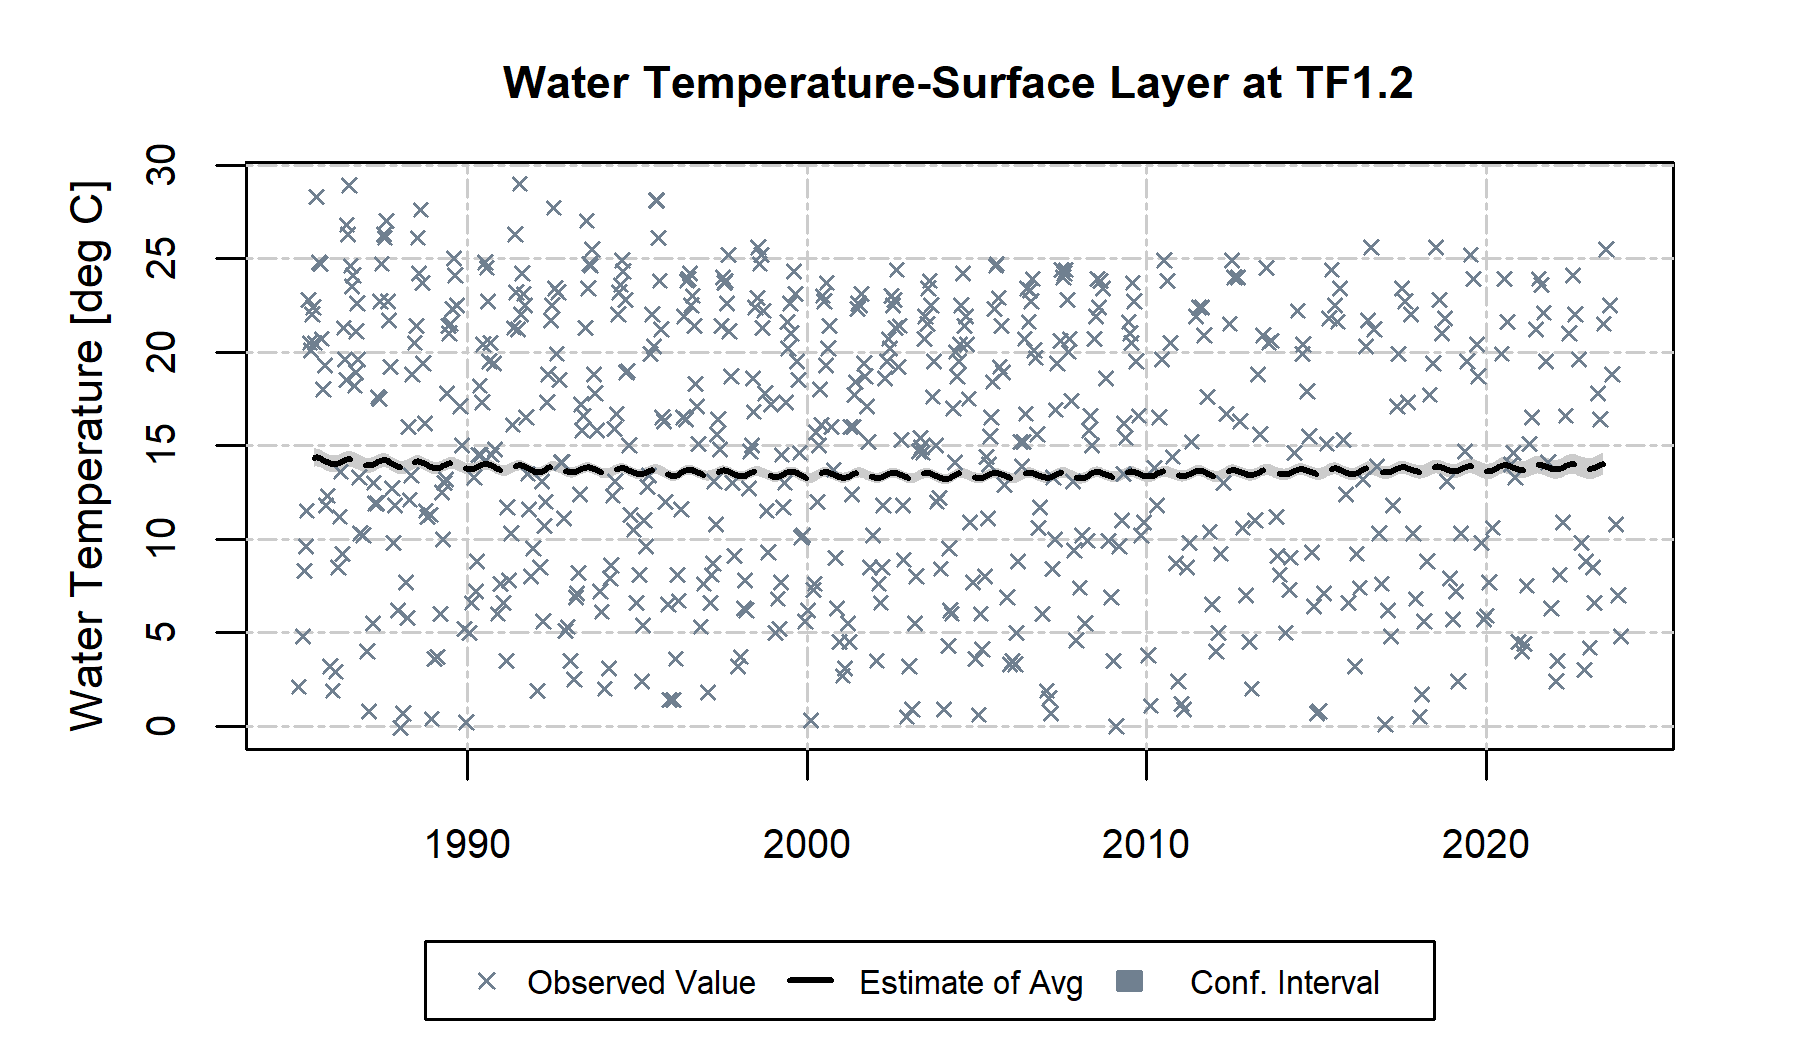 Water Temperature-Surface Layer at TF1.2
Water Temperature [deg C]
30
25
20
15
10
5
0
1990 2000 2010 2020
Observed Value Estimate of Avg Conf. Interval